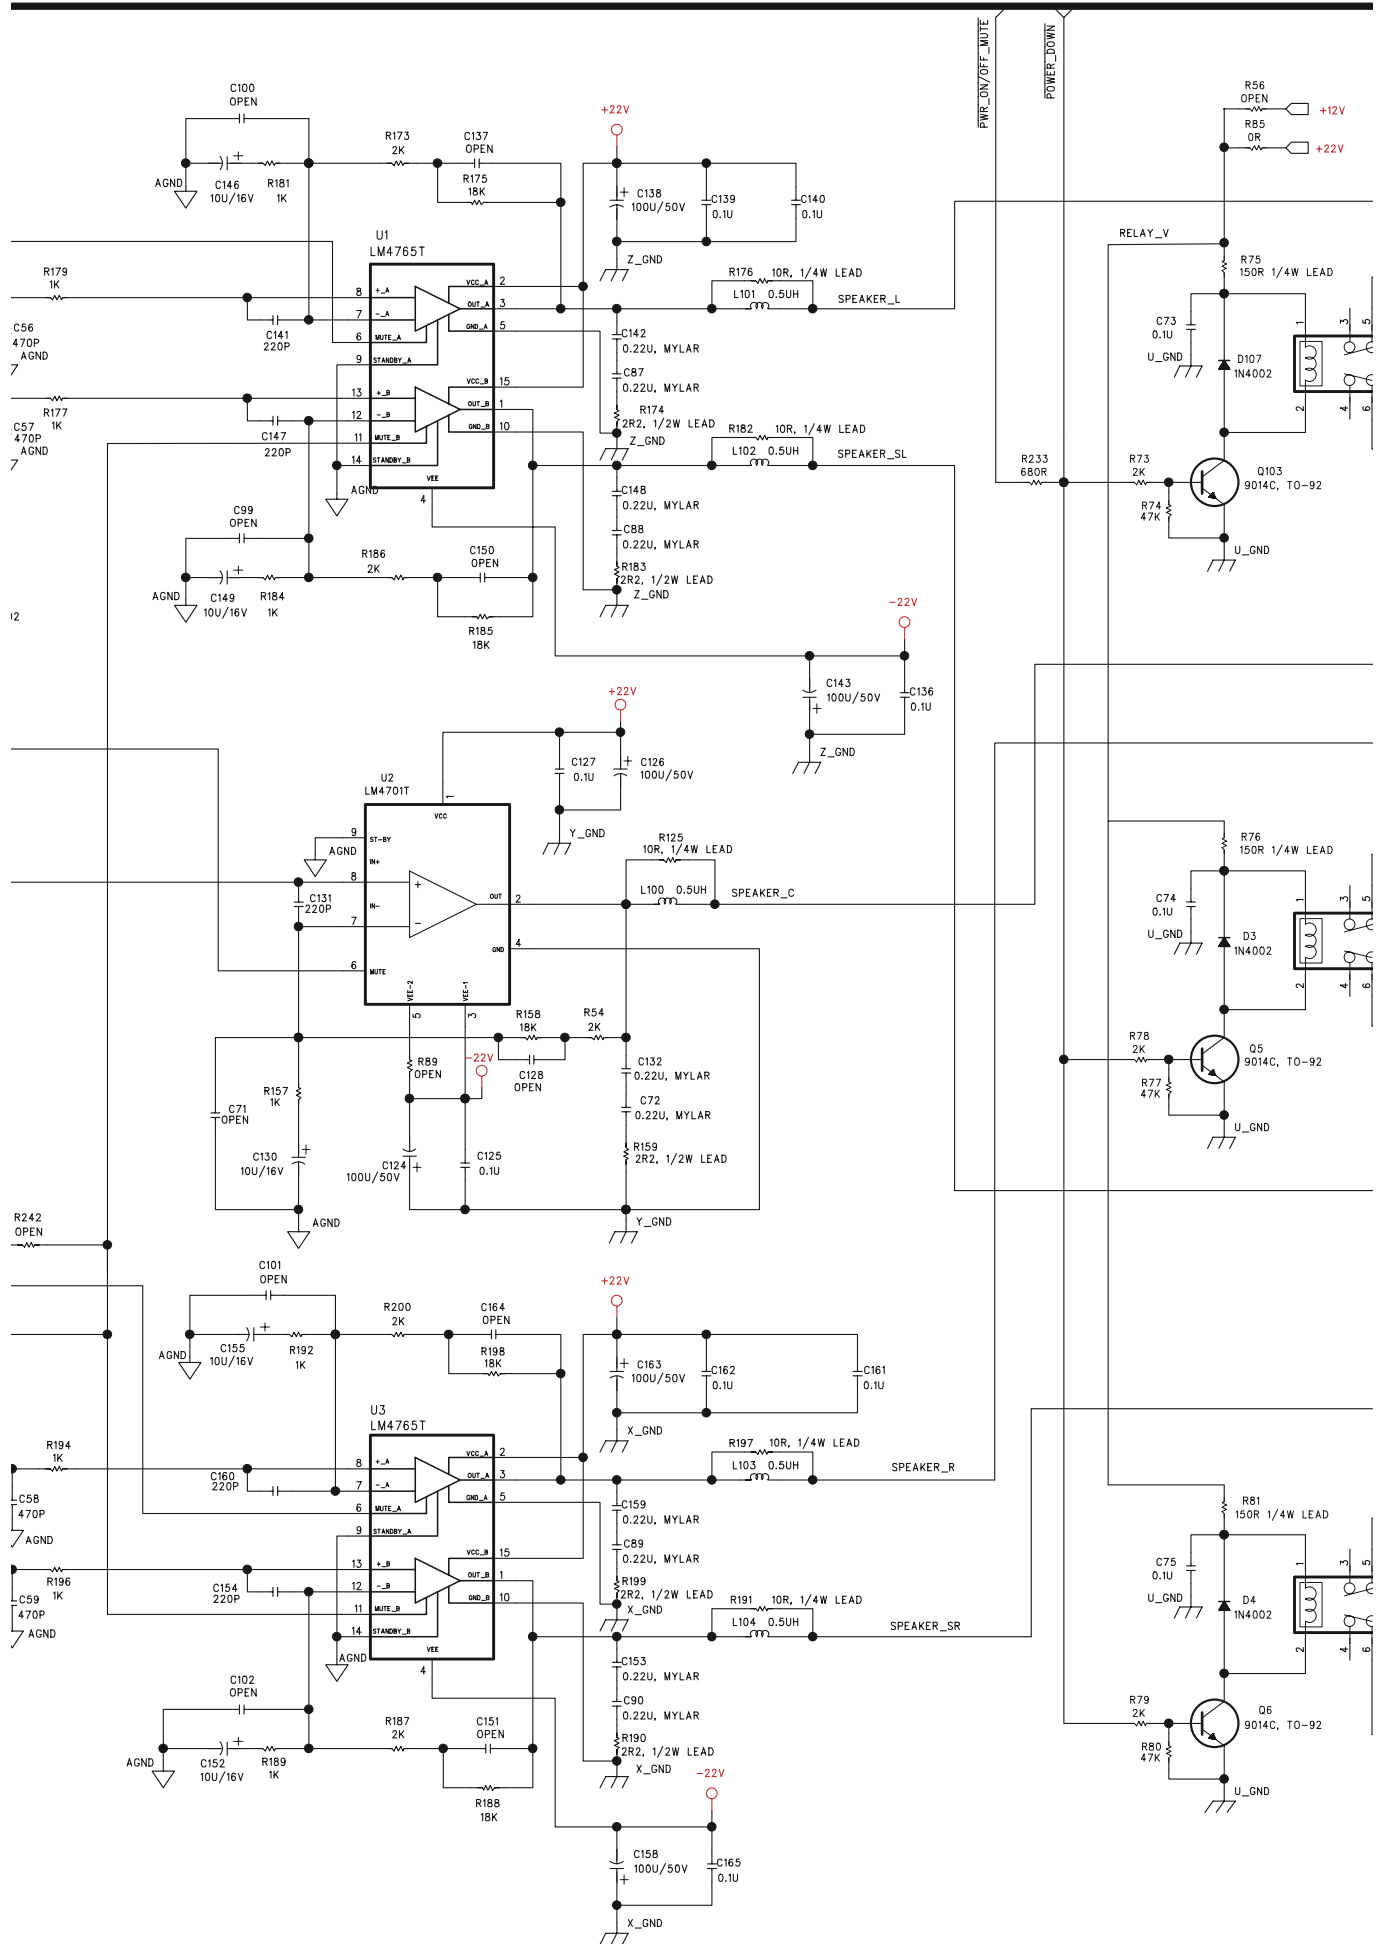 PWR_ON/OFF_MUTE
POWER_DOWN
C100
OPEN
R173
2K
C137
OPEN
R175
18K
+22V
R56
OPEN
+12V
R85
0R
+22V
AGND
C146
10U/16V
R181
1K
C138
100U/50V
C139
0.1U
C140
0.1U
Z_GND
RELAY_V
U1
LM4765T
R179
1K
C56
470P
AGND
C141
220P
8
+_A
7
-_A
6
MUTE_A
9
STANDBY_A
13
+_B
12
-_B
11
MUTE_B
14
STANDBY_B
VCC_A
2
OUT_A
3
GND_A
5
VCC_B
15
OUT_B
1
GND_B
10
VEE
4
R176
10R, 1/4W LEAD
L101
0.5UH
SPEAKER_L
R75
150R 1/4W LEAD
C73
0.1U
U_GND
D107
1N4002
1
2
3
4
5
6
C142
0.22U, MYLAR
C87
0.22U, MYLAR
R174
2R2, 1/2W LEAD
Z_GND
R177
1K
C57
470P
AGND
C147
220P
AGND
R182
10R, 1/4W LEAD
L102
0.5UH
SPEAKER_SL
R233
680R
R73
2K
R74
47K
Q103
9014C, TO-92
U_GND
C148
0.22U, MYLAR
C88
0.22U, MYLAR
R183
2R2, 1/2W LEAD
Z_GND
C99
OPEN
R186
2K
C150
OPEN
AGND
C149
10U/16V
R184
1K
R185
18K
02
-22V
C143
100U/50V
C136
0.1U
Z_GND
+22V
C127
0.1U
C126
100U/50V
Y_GND
U2
LM4701T
1
VCC
9
ST-BY
AGND
IN+
8
IN-
7
6
MUTE
OUT
2
GND
4
VEE-2
5
VEE-1
3
C131
220P
R125
10R, 1/4W LEAD
L100
0.5UH
SPEAKER_C
R76
150R 1/4W LEAD
C74
0.1U
U_GND
D3
1N4002
1
2
3
4
5
6
R78
2K
R77
47K
Q5
9014C, TO-92
U_GND
R158
18K
R54
2K
C128
OPEN
R89
OPEN
-22V
C132
0.22U, MYLAR
C72
0.22U, MYLAR
R159
2R2, 1/2W LEAD
R157
1K
C71
OPEN
C130
10U/16V
C124
100U/50V
C125
0.1U
AGND
Y_GND
R242
OPEN
C101
OPEN
R200
2K
C164
OPEN
R198
18K
+22V
AGND
C155
10U/16V
R192
1K
C163
100U/50V
C162
0.1U
C161
0.1U
X_GND
U3
LM4765T
R194
1K
C58
470P
AGND
C160
220P
8
+_A
7
-_A
6
MUTE_A
9
STANDBY_A
13
+_B
12
-_B
11
MUTE_B
14
STANDBY_B
VCC_A
2
OUT_A
3
GND_A
5
VCC_B
15
OUT_B
1
GND_B
10
VEE
4
R197
10R, 1/4W LEAD
L103
0.5UH
SPEAKER_R
C159
0.22U, MYLAR
C89
0.22U, MYLAR
R199
2R2, 1/2W LEAD
X_GND
R81
150R 1/4W LEAD
C75
0.1U
U_GND
D4
1N4002
1
2
3
4
5
6
R196
1K
C59
470P
AGND
C154
220P
AGND
R191
10R, 1/4W LEAD
L104
0.5UH
SPEAKER_SR
C153
0.22U, MYLAR
C90
0.22U, MYLAR
R190
2R2, 1/2W LEAD
X_GND
R79
2K
R80
47K
Q6
9014C, TO-92
U_GND
C102
OPEN
R187
2K
C151
OPEN
AGND
C152
10U/16V
R189
1K
R188
18K
-22V
C158
100U/50V
C165
0.1U
X_GND